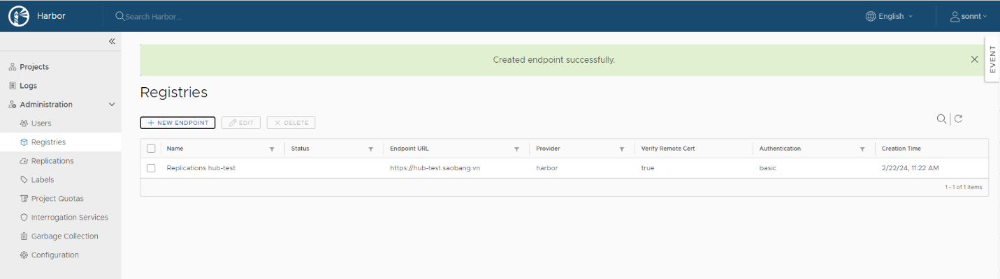 Harbor
Search Harbor...
English
sonnt
EVENT
Projects
Logs
Administration
Users
Registries
Replications
Labels
Project Quotas
Interrogation Services
Garbage Collection
Configuration
Created endpoint successfully.
Registries
+ NEW ENDPOINT
EDIT
DELETE
Name Status Endpoint URL Provider Verify Remote Cert Authentication Creation Time
Replications hub-test https://hub-test.saobang.vn harbor true basic 2/22/24, 11:22 AM
1 - 1 of 1 items